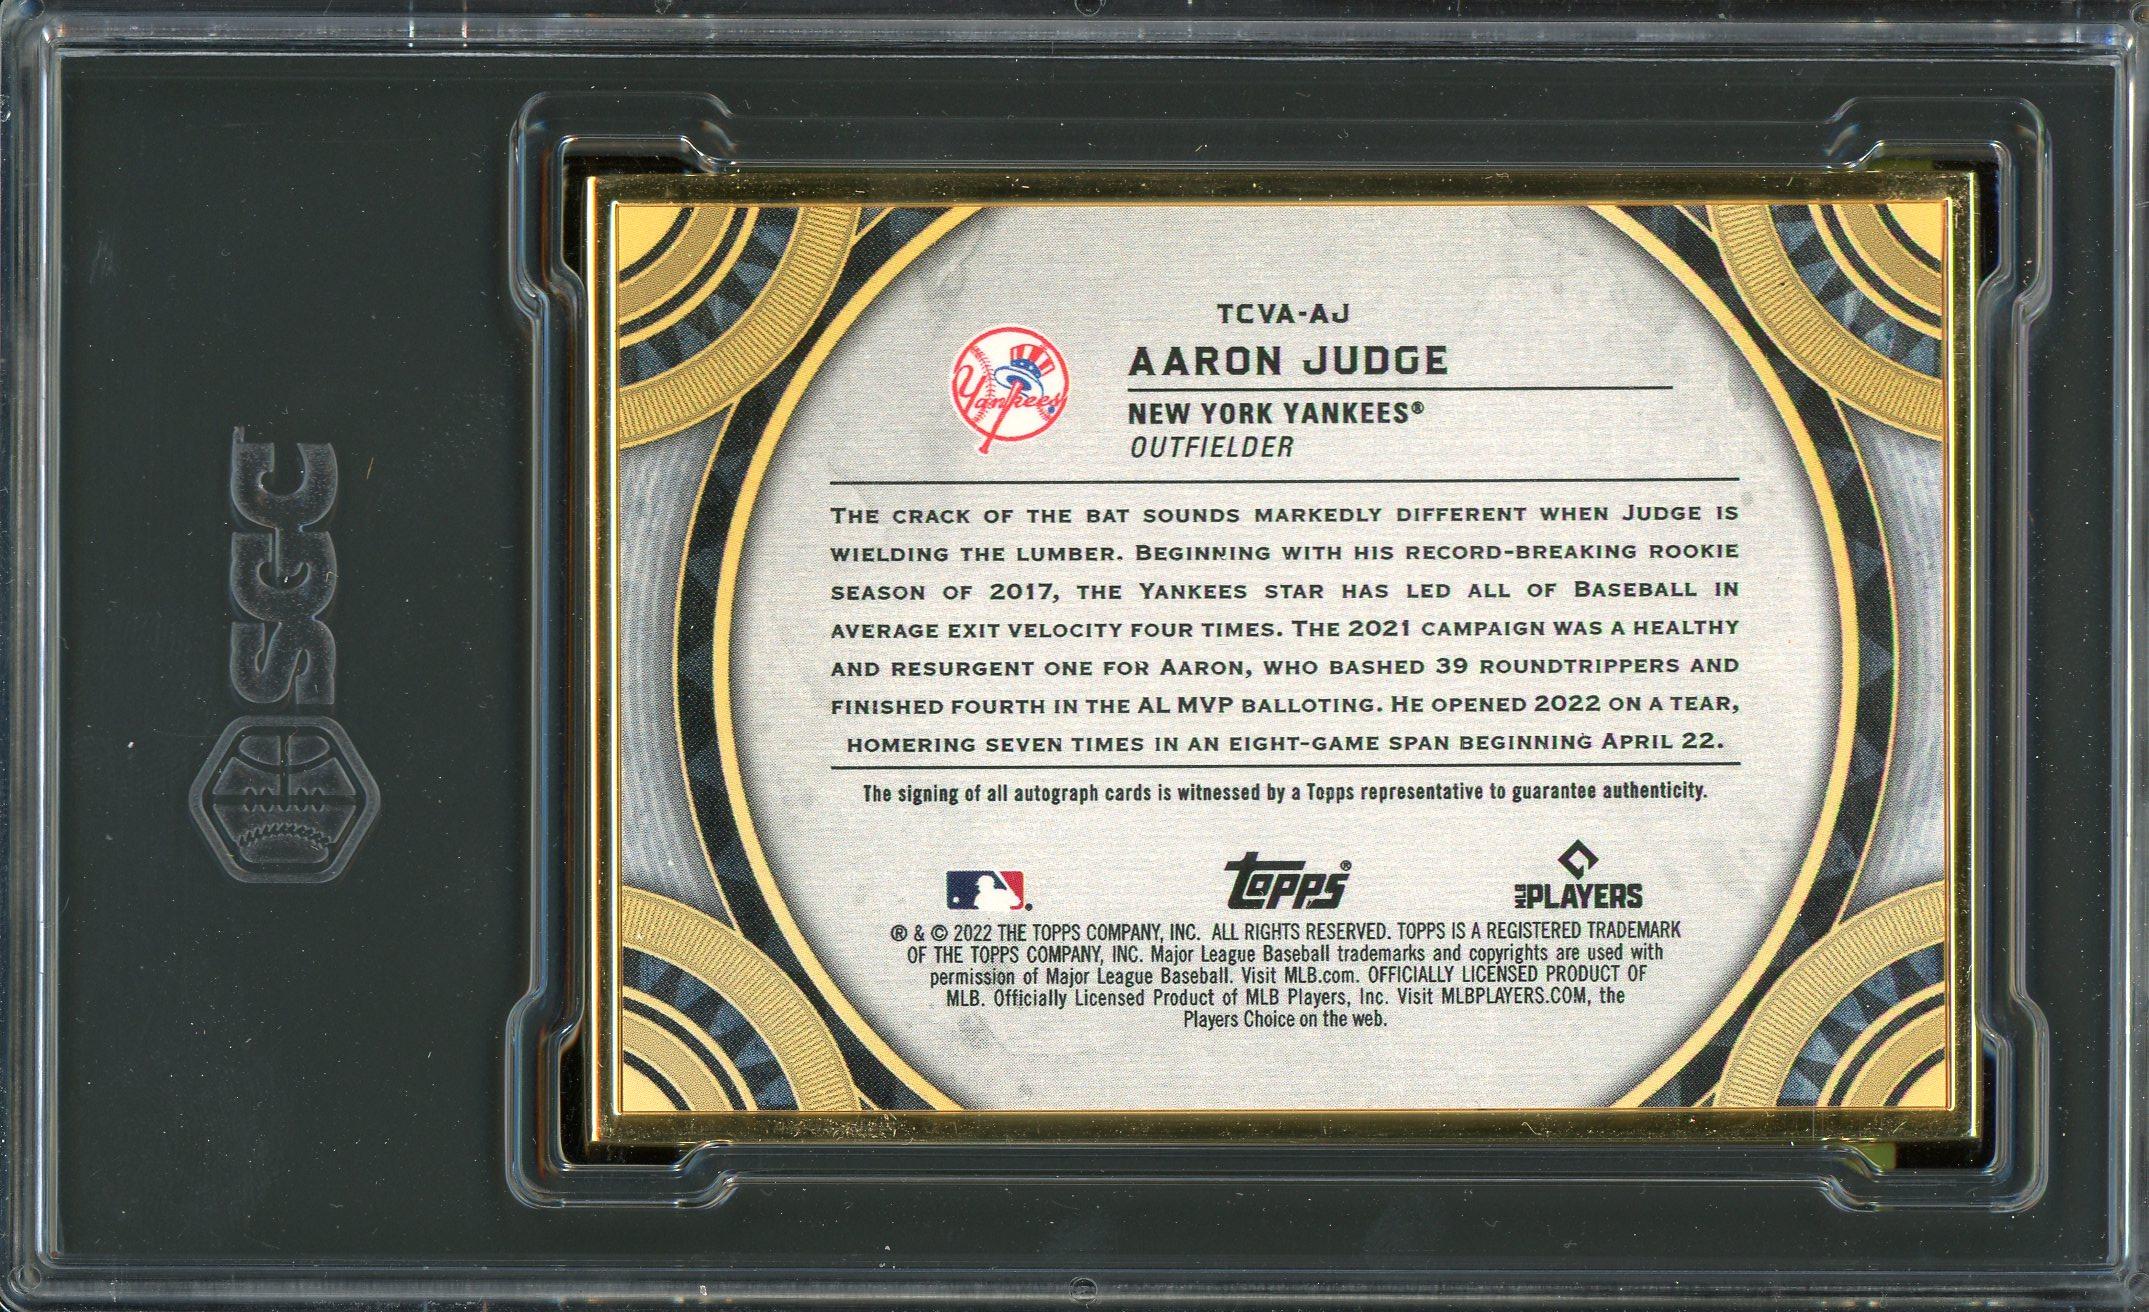 SGC
TCVA-AJ
AARON JUDGE
Yankees
NEW YORK YANKEES®
OUTFIELDER
THE CRACK OF THE BAT SOUNDS MARKEDLY DIFFERENT WHEN JUDGE IS
WIELDING THE LUMBER. BEGINNING WITH HIS RECORD-BREAKING ROOKIE
SEASON OF 2017, THE YANKEES STAR HAS LED ALL OF BASEBALL IN
AVERAGE EXIT VELOCITY FOUR TIMES. THE 2021 CAMPAIGN WAS A HEALTHY
AND RESURGENT ONE FOR AARON, WHO BASHED 39 ROUNDTRIPPERS AND
FINISHED FOURTH IN THE AL MVP BALLOTING. HE OPENED 2022 ON A TEAR,
HOMERING SEVEN TIMES IN AN EIGHT-GAME SPAN BEGINNING APRIL 22.
The signing of all autograph cards is witnessed by a Topps representative to guarantee authenticity.
topps®
MLB PLAYERS
® & © 2022 THE TOPPS COMPANY, INC. ALL RIGHTS RESERVED. TOPPS IS A REGISTERED TRADEMARK
OF THE TOPPS COMPANY, INC. Major League Baseball trademarks and copyrights are used with
permission of Major League Baseball. Visit MLB.com. OFFICIALLY LICENSED PRODUCT OF
MLB. Officially Licensed Product of MLB Players, Inc. Visit MLBPLAYERS.COM, the
Players Choice on the web.